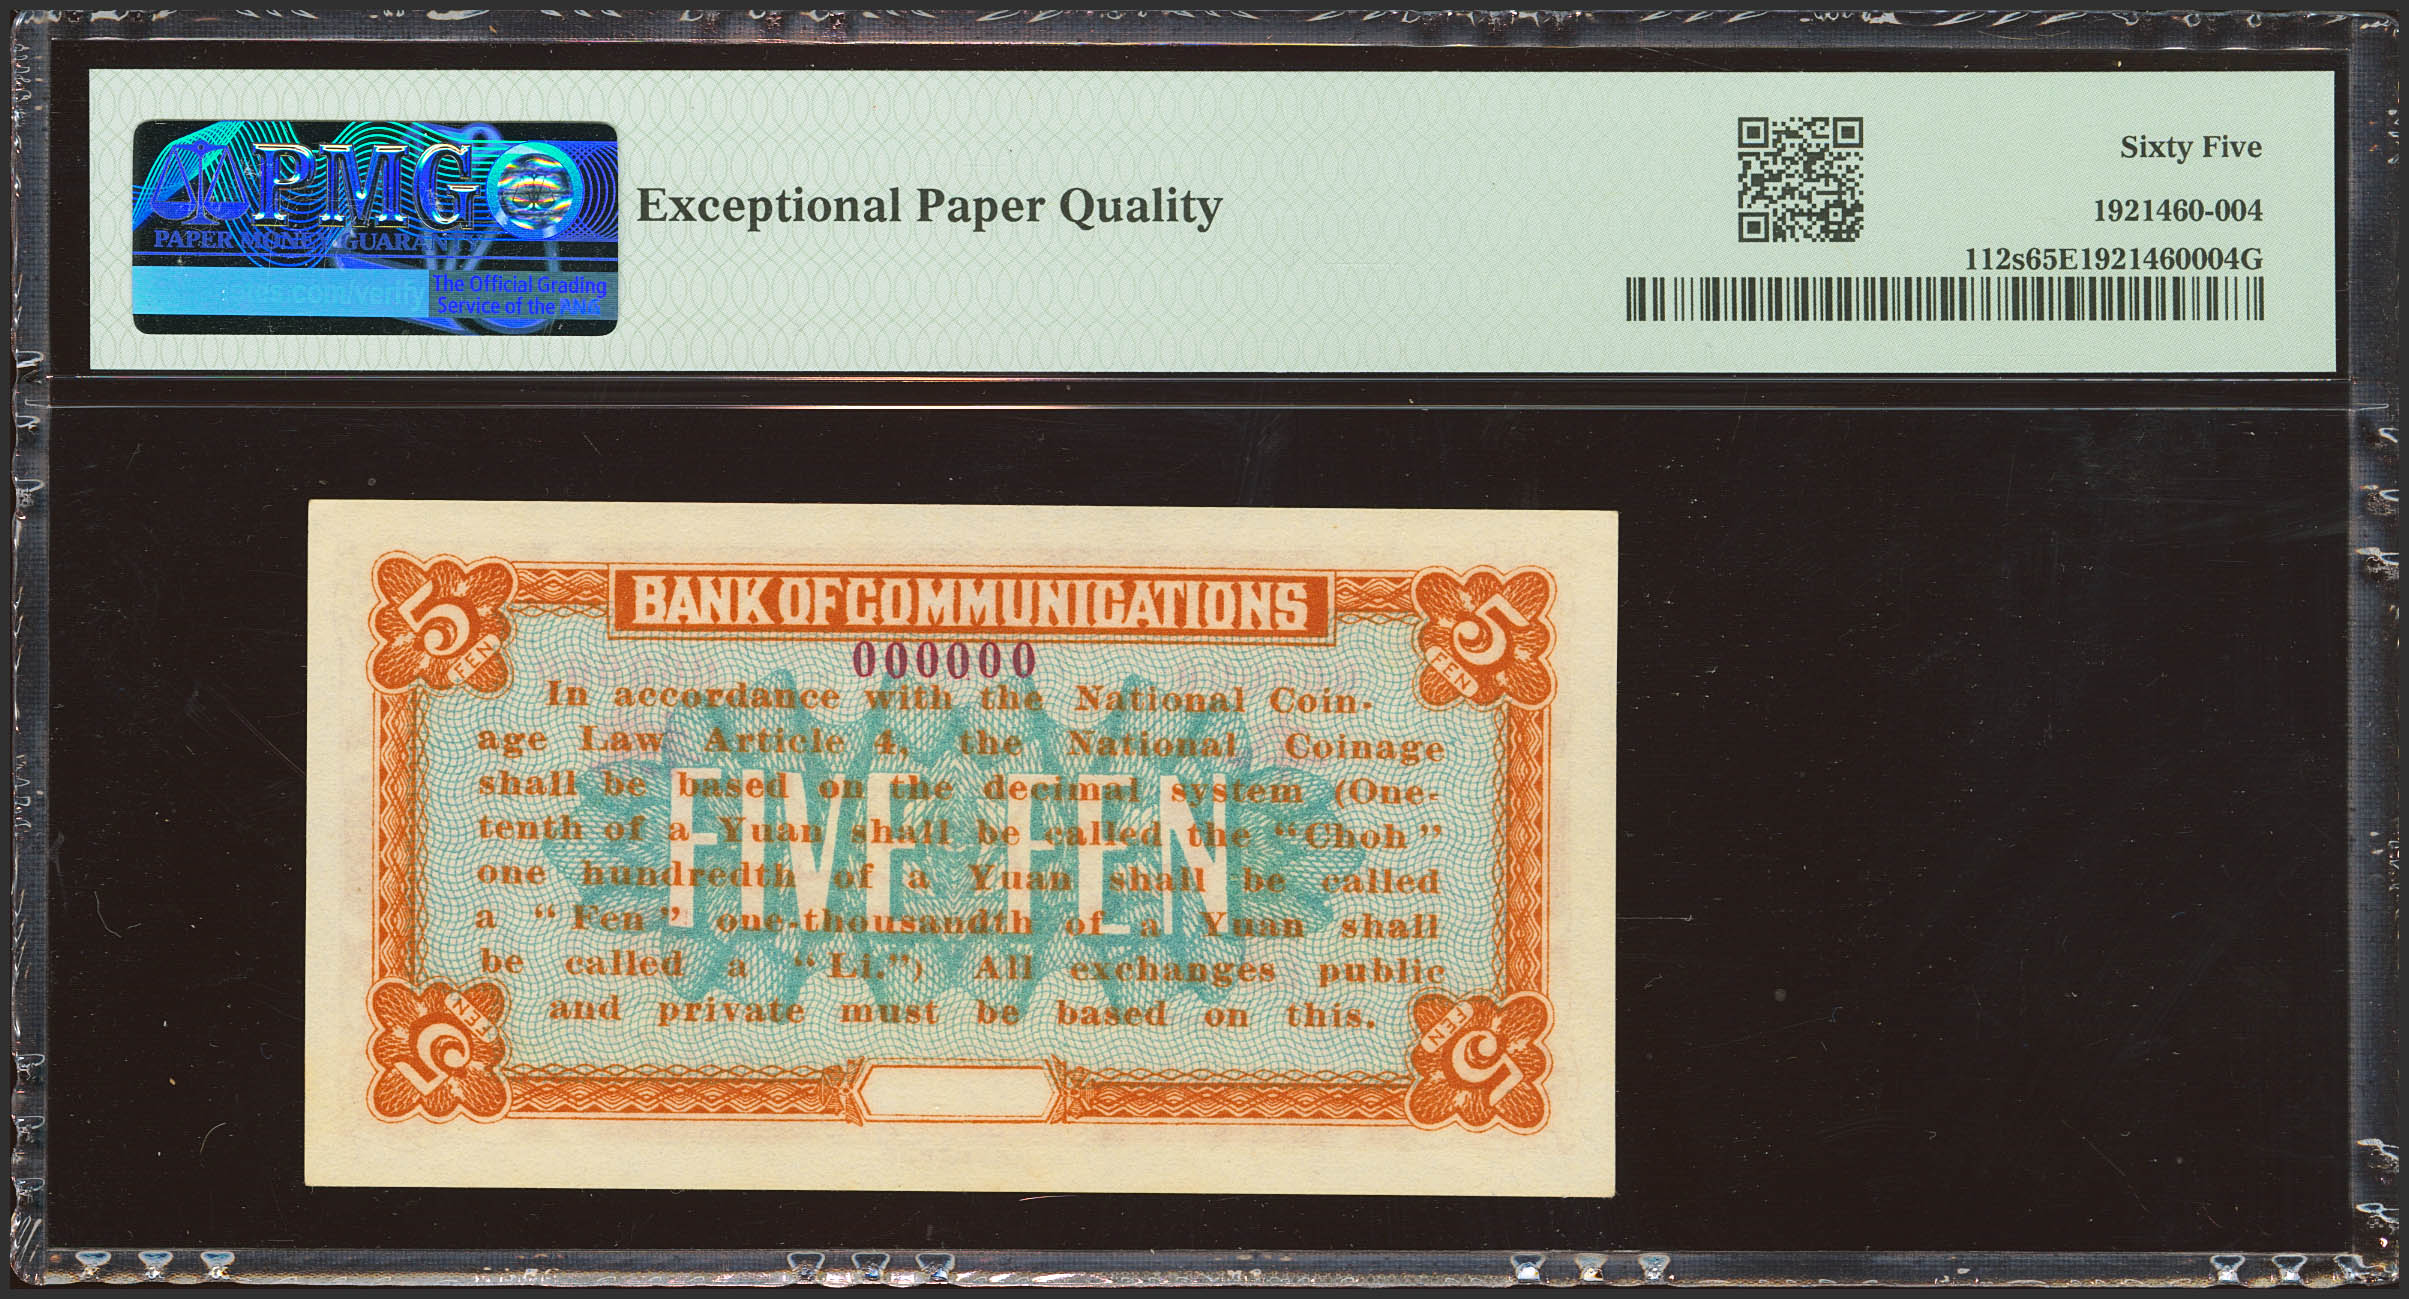 PMG
PAPER MONEY GUARANTY
The Official Grading
Service of the ANA
Exceptional Paper Quality
Sixty Five
1921460-004
112s65E1921460004G
BANK OF COMMUNICATIONS
000000
5
FEN
5
FEN
In accordance with the National Coin-
age Law Article 4, the National Coinage
shall be based on the decimal system (One-
tenth of a Yuan shall be called the "Choh"
one hundredth of a Yuan shall be called
a "Fen" one-thousandth of a Yuan shall
be called a "Li.") All exchanges public
and private must be based on this.
FIVE FEN
5
FEN
5
FEN